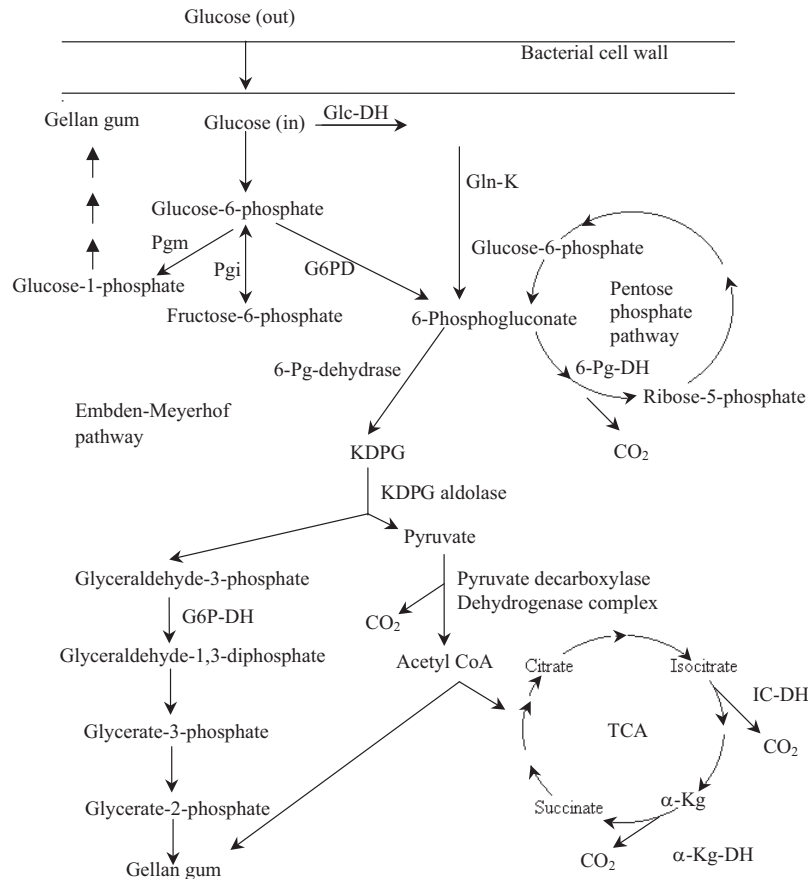 Glucose (out)
Bacterial cell wall
Gellan gum
Glucose (in)
Glc-DH
Gln-K
Glucose-6-phosphate
Pgm
Pgi
G6PD
Glucose-6-phosphate
Glucose-1-phosphate
Fructose-6-phosphate
6-Phosphogluconate
Pentose
phosphate
pathway
6-Pg-dehydrase
6-Pg-DH
Ribose-5-phosphate
Embden-Meyerhof
pathway
KDPG
CO₂
KDPG aldolase
Pyruvate
Glyceraldehyde-3-phosphate
Pyruvate decarboxylase
Dehydrogenase complex
G6P-DH
CO₂
Glyceraldehyde-1,3-diphosphate
Acetyl CoA
Citrate
Isocitrate
IC-DH
Glycerate-3-phosphate
TCA
CO₂
Glycerate-2-phosphate
Succinate
α-Kg
CO₂
α-Kg-DH
Gellan gum